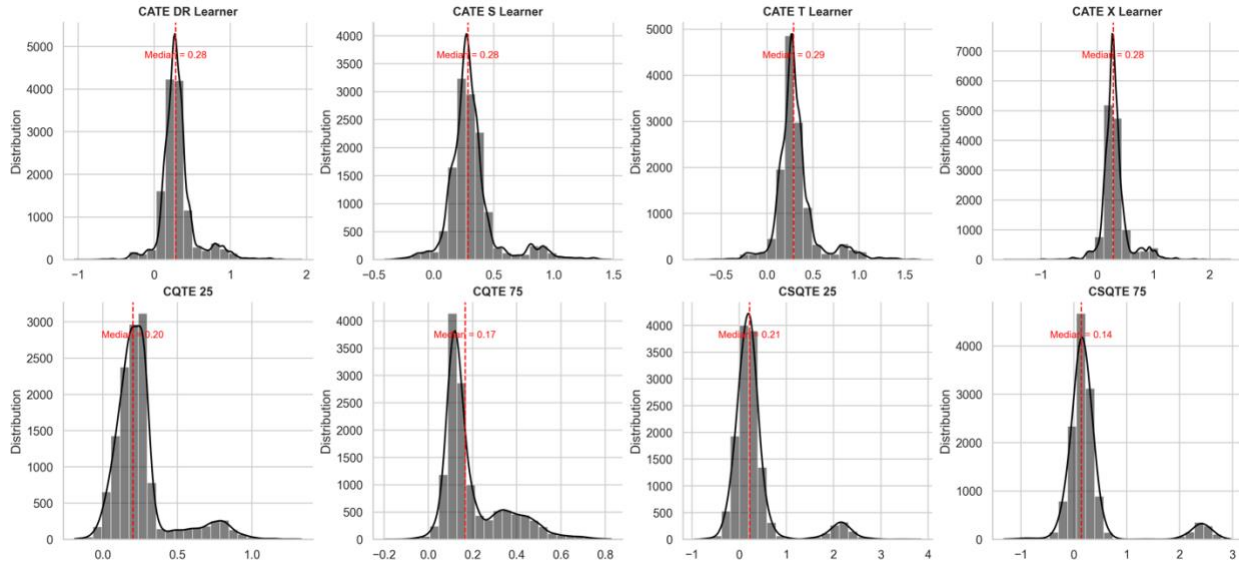 CATE DR Learner
Distribution
5000
4000
3000
2000
1000
0
Median = 0.28
−1 0 1 2
CATE S Learner
Distribution
4000
3500
3000
2500
2000
1500
1000
500
0
Median = 0.28
−0.5 0.0 0.5 1.0 1.5
CATE T Learner
Distribution
5000
4000
3000
2000
1000
0
Median = 0.29
−0.5 0.0 0.5 1.0 1.5
CATE X Learner
Distribution
7000
6000
5000
4000
3000
2000
1000
0
Median = 0.28
−1 0 1 2
CQTE 25
Distribution
3000
2500
2000
1500
1000
500
0
Median = 0.20
0.0 0.5 1.0
CQTE 75
Distribution
4000
3500
3000
2500
2000
1500
1000
500
0
Median = 0.17
−0.2 0.0 0.2 0.4 0.6 0.8
CSQTE 25
Distribution
4000
3000
2000
1000
0
Median = 0.21
−1 0 1 2 3 4
CSQTE 75
Distribution
4000
3000
2000
1000
0
Median = 0.14
−1 0 1 2 3